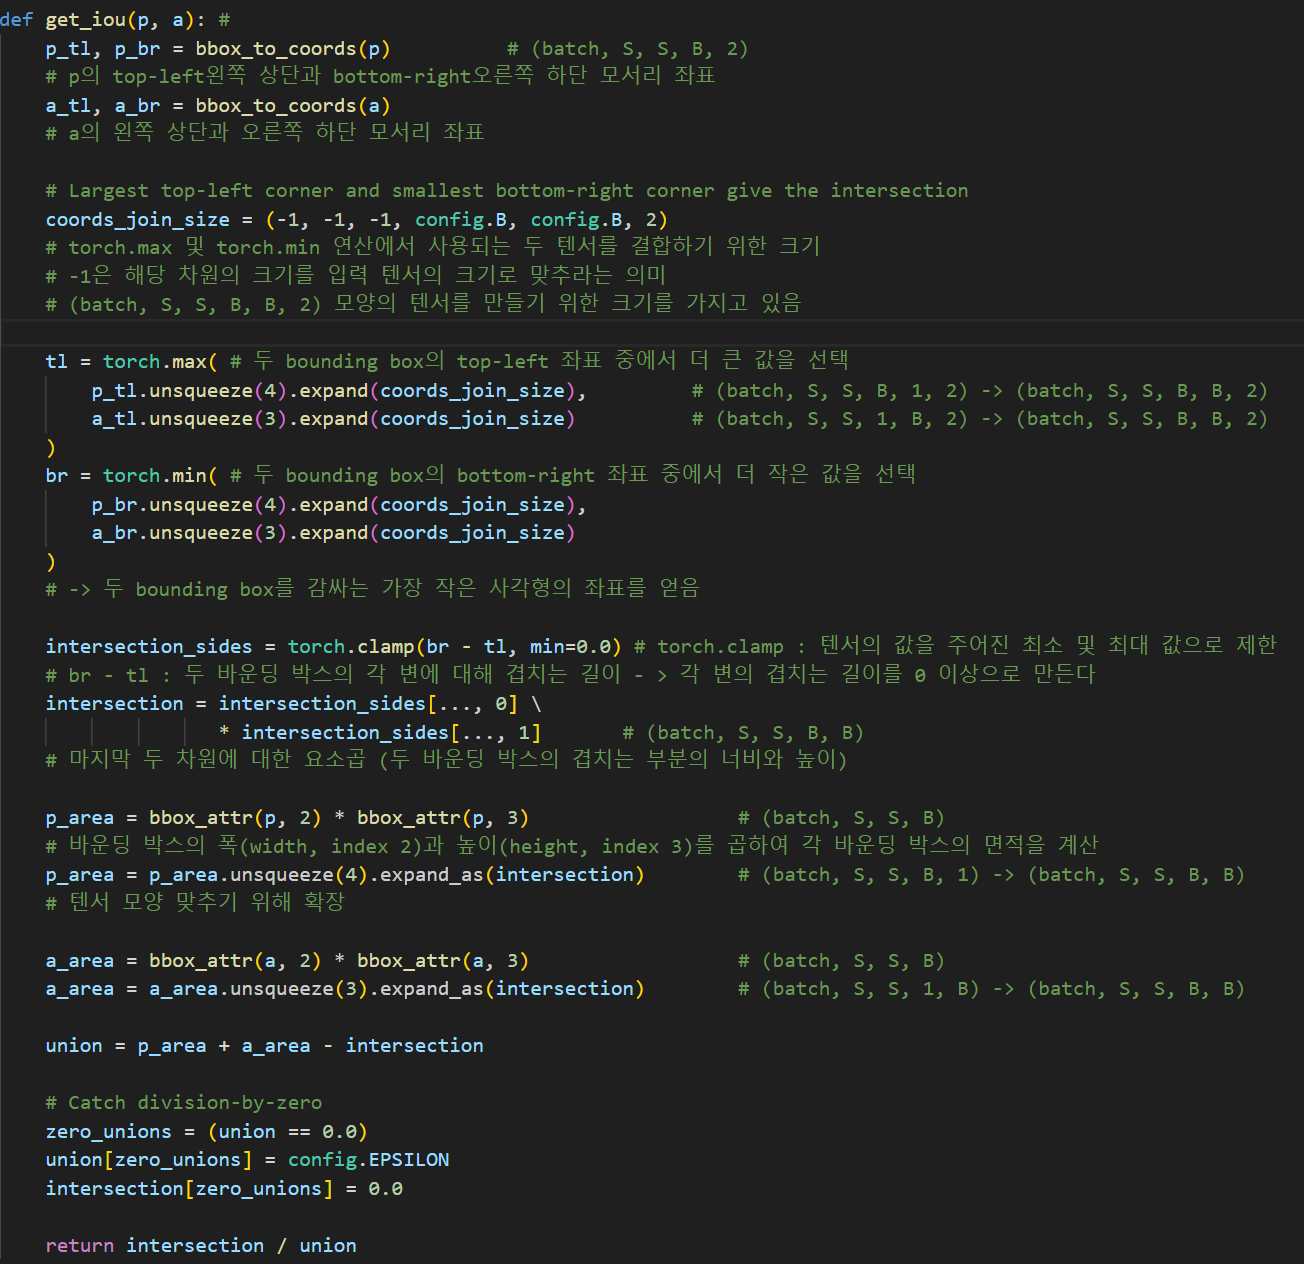 def get_iou(p, a): #
    p_tl, p_br = bbox_to_coords(p)          # (batch, S, S, B, 2)
    # p의 top-left왼쪽 상단과 bottom-right오른쪽 하단 모서리 좌표
    a_tl, a_br = bbox_to_coords(a)
    # a의 왼쪽 상단과 오른쪽 하단 모서리 좌표

    # Largest top-left corner and smallest bottom-right corner give the intersection
    coords_join_size = (-1, -1, -1, config.B, config.B, 2)
    # torch.max 및 torch.min 연산에서 사용되는 두 텐서를 결합하기 위한 크기
    # -1은 해당 차원의 크기를 입력 텐서의 크기로 맞추라는 의미
    # (batch, S, S, B, B, 2) 모양의 텐서를 만들기 위한 크기를 가지고 있음

    tl = torch.max( # 두 bounding box의 top-left 좌표 중에서 더 큰 값을 선택
        p_tl.unsqueeze(4).expand(coords_join_size),         # (batch, S, S, B, 1, 2) -> (batch, S, S, B, B, 2)
        a_tl.unsqueeze(3).expand(coords_join_size)          # (batch, S, S, 1, B, 2) -> (batch, S, S, B, B, 2)
    )
    br = torch.min( # 두 bounding box의 bottom-right 좌표 중에서 더 작은 값을 선택
        p_br.unsqueeze(4).expand(coords_join_size),
        a_br.unsqueeze(3).expand(coords_join_size)
    )
    # -> 두 bounding box를 감싸는 가장 작은 사각형의 좌표를 얻음

    intersection_sides = torch.clamp(br - tl, min=0.0) # torch.clamp : 텐서의 값을 주어진 최소 및 최대 값으로 제한
    # br - tl : 두 바운딩 박스의 각 변에 대해 겹치는 길이 - > 각 변의 겹치는 길이를 0 이상으로 만든다
    intersection = intersection_sides[..., 0] \
                   * intersection_sides[..., 1]       # (batch, S, S, B, B)
    # 마지막 두 차원에 대한 요소곱 (두 바운딩 박스의 겹치는 부분의 너비와 높이)

    p_area = bbox_attr(p, 2) * bbox_attr(p, 3)                  # (batch, S, S, B)
    # 바운딩 박스의 폭(width, index 2)과 높이(height, index 3)를 곱하여 각 바운딩 박스의 면적을 계산
    p_area = p_area.unsqueeze(4).expand_as(intersection)        # (batch, S, S, B, 1) -> (batch, S, S, B, B)
    # 텐서 모양 맞추기 위해 확장

    a_area = bbox_attr(a, 2) * bbox_attr(a, 3)                  # (batch, S, S, B)
    a_area = a_area.unsqueeze(3).expand_as(intersection)        # (batch, S, S, 1, B) -> (batch, S, S, B, B)

    union = p_area + a_area - intersection

    # Catch division-by-zero
    zero_unions = (union == 0.0)
    union[zero_unions] = config.EPSILON
    intersection[zero_unions] = 0.0

    return intersection / union